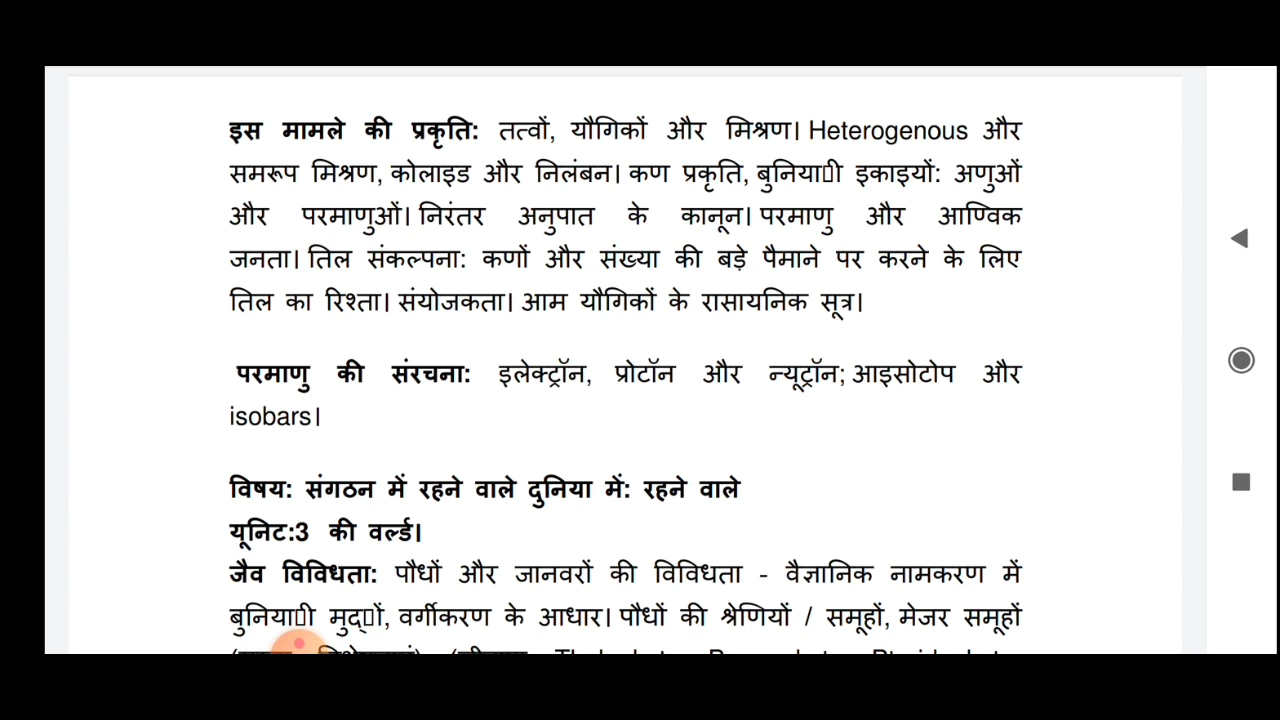 इस मामले की प्रकृति: तत्वों, यौगिकों और मिश्रण। Heterogenous और
समरूप मिश्रण, कोलाइड और निलंबन। कण प्रकृति, इकाइयों: अणुओं
और परमाणुओं। निरंतर अनुपात के कानून। परमाणु और आण्विक
जनता। तिल संकल्पना: कणों और संख्या की बड़े पैमाने पर करने के लिए
तिल का रिश्ता। संयोजकता। आम यौगिकों के रासायनिक सूत्र।
परमाणु की संरचना: इलेक्ट्रॉन, प्रोटॉन और न्यूट्रॉन; आइसोटोप और
isobars।
विषय: संगठन में रहने वाले दुनिया में: रहने वाले
यूनिट:3 की वर्ल्ड।
जैव विविधता: पौधों और जानवरों की विविधता - वैज्ञानिक नामकरण में
वर्गीकरण के आधार। पौधों की श्रेणियों / समूहों, मेजर समूहों